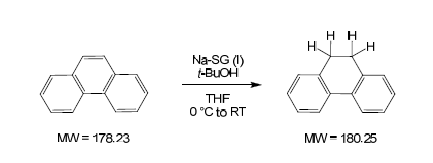 Na-SG (I)
t-BuOH
THF
0 °C to RT
H H
H H
MW = 178.23
MW = 180.25